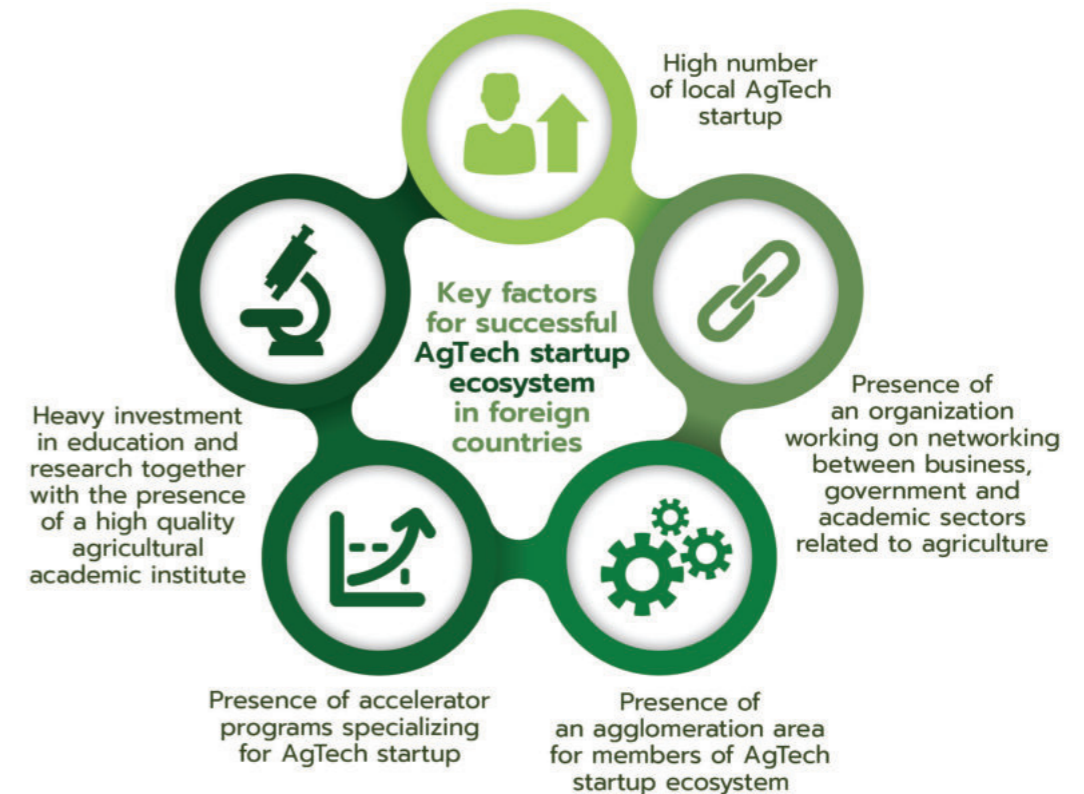 High number
of local AgTech
startup
Key factors
for successful
AgTech startup
ecosystem
in foreign
countries
Presence of
an organization
working on networking
between business,
government and
academic sectors
related to agriculture
Heavy investment
in education and
research together
with the presence
of a high quality
agricultural
academic institute
Presence of accelerator
programs specializing
for AgTech startup
Presence of
an agglomeration area
for members of AgTech
startup ecosystem